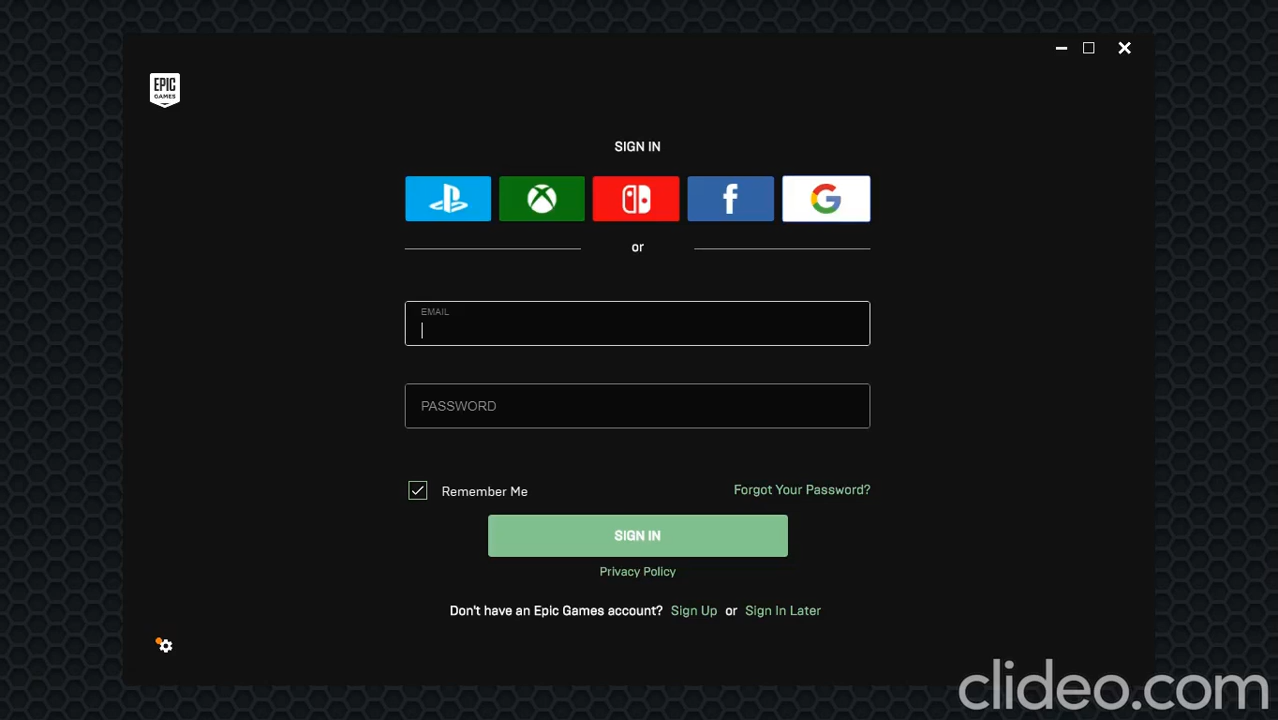 EPIC
GAMES
SIGN IN
or
EMAIL
PASSWORD
Remember Me
Forgot Your Password?
SIGN IN
Privacy Policy
Don't have an Epic Games account? Sign Up or Sign In Later
clideo.com